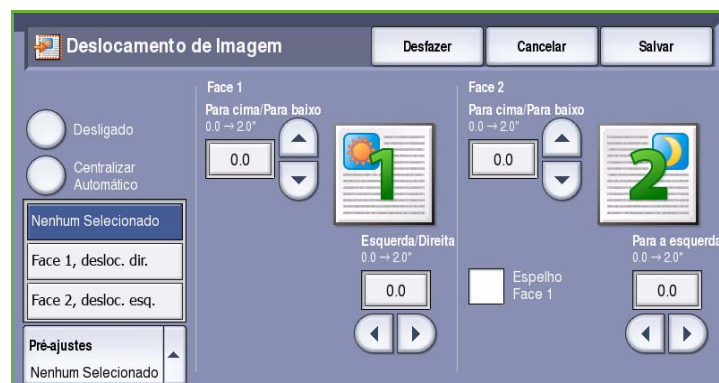 Deslocamento de Imagem
Desfazer
Cancelar
Salvar
Desligado
Centralizar
Automático
Nenhum Selecionado
Face 1, desloc. dir.
Face 2, desloc. esq.
Pré-ajustes
Nenhum Selecionado
Face 1
Para cima/Para baixo
0.0 → 2.0"
0.0
1
Esquerda/Direita
0.0 → 2.0"
0.0
Face 2
Para cima/Para baixo
0.0 → 2.0"
0.0
2
Espelho
Face 1
Para a esquerda
0.0 → 2.0"
0.0